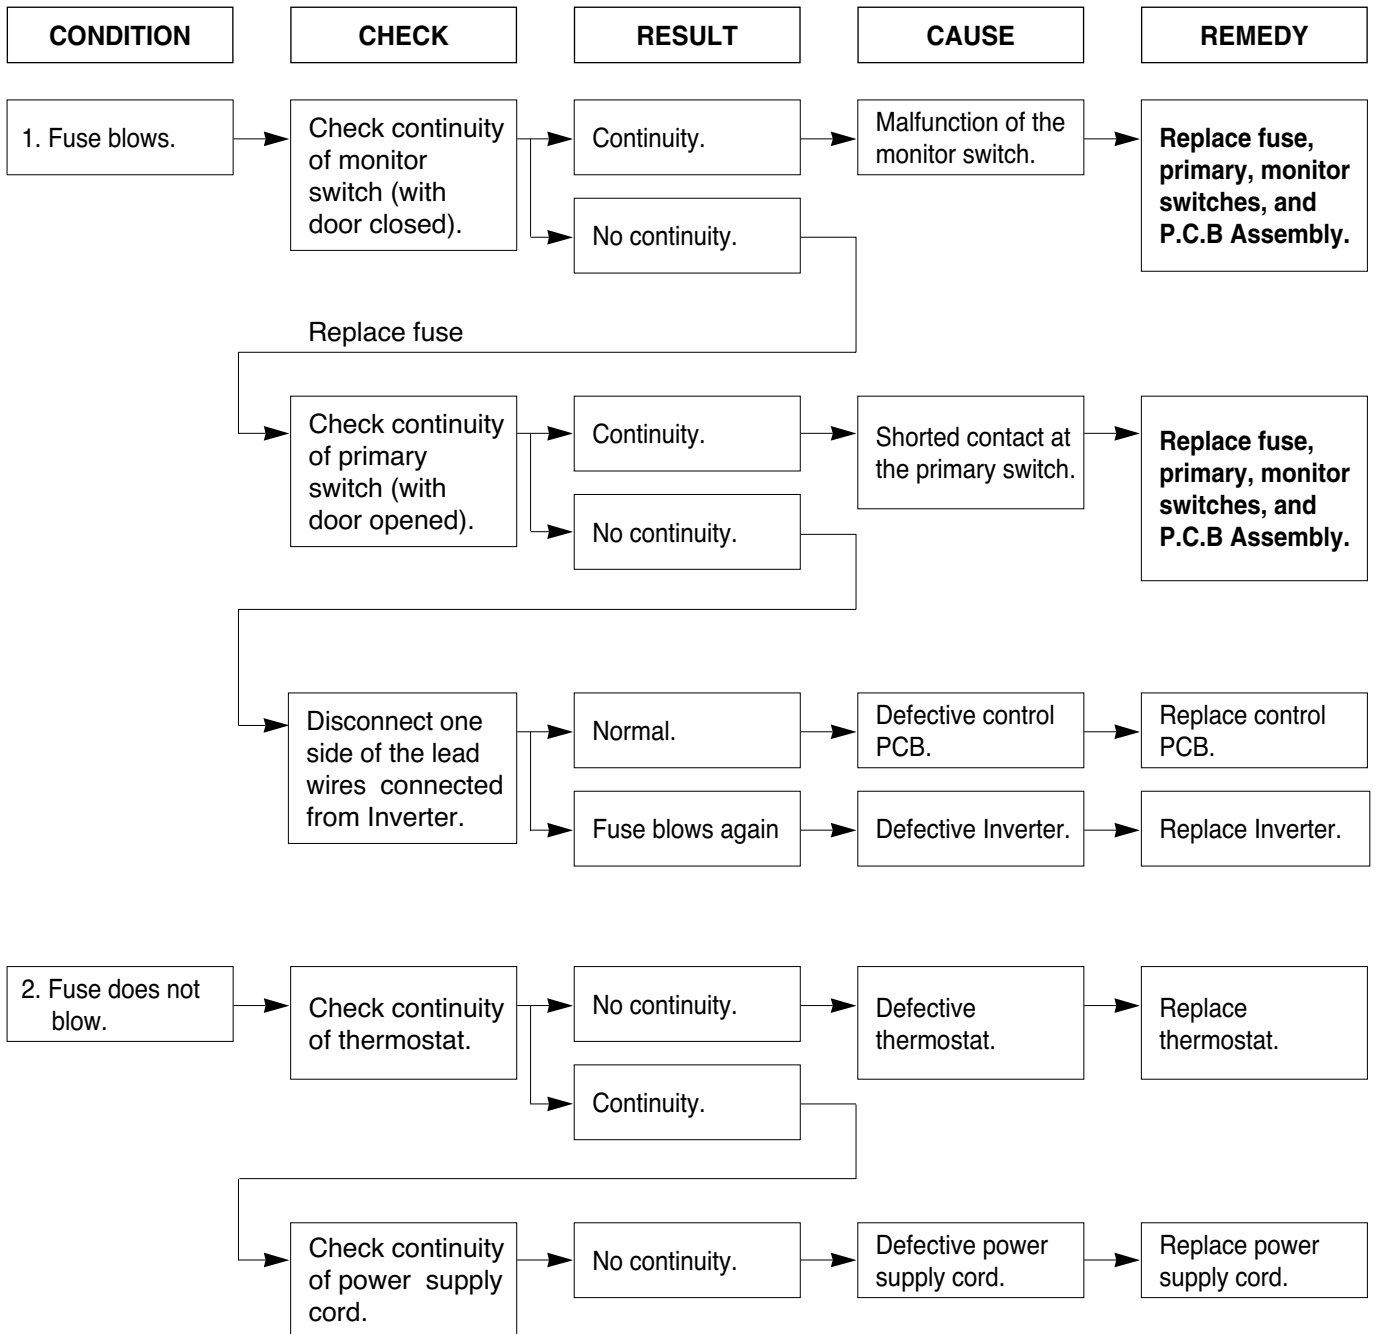 CONDITION
CHECK
RESULT
CAUSE
REMEDY
1. Fuse blows.
Check continuity
of monitor
switch (with
door closed).
Continuity.
Malfunction of the
monitor switch.
Replace fuse,
primary, monitor
switches, and
P.C.B Assembly.
No continuity.
Replace fuse
Check continuity
of primary
switch (with
door opened).
Continuity.
Shorted contact at
the primary switch.
Replace fuse,
primary, monitor
switches, and
P.C.B Assembly.
No continuity.
Disconnect one
side of the lead
wires connected
from Inverter.
Normal.
Defective control
PCB.
Replace control
PCB.
Fuse blows again
Defective Inverter.
Replace Inverter.
2. Fuse does not
blow.
Check continuity
of thermostat.
No continuity.
Defective
thermostat.
Replace
thermostat.
Continuity.
Check continuity
of power supply
cord.
No continuity.
Defective power
supply cord.
Replace power
supply cord.